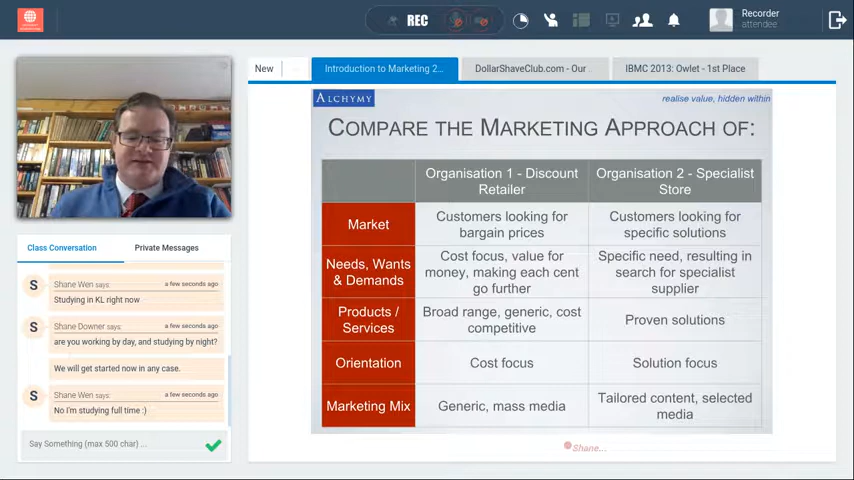 REC
Recorder
attendee
New
Introduction to Marketing 2...
DollarShaveClub.com - Our ...
IBMC 2013: Owlet - 1st Place
ALCHYMY
realise value, hidden within
COMPARE THE MARKETING APPROACH OF:
Organisation 1 - Discount
Retailer
Organisation 2 - Specialist
Store
Market
Customers looking for
bargain prices
Customers looking for
specific solutions
Needs, Wants
& Demands
Cost focus, value for
money, making each cent
go further
Specific need, resulting in
search for specialist
supplier
Products /
Services
Broad range, generic, cost
competitive
Proven solutions
Orientation
Cost focus
Solution focus
Marketing Mix
Generic, mass media
Tailored content, selected
media
Shane...
Class Conversation
Private Messages
S
Shane Wen says:
a few seconds ago
Studying in KL right now
S
Shane Downer says:
a few seconds ago
are you working by day, and studying by night?
We will get started now in any case.
S
Shane Wen says:
a few seconds ago
No I'm studying full time :)
Say Something (max 500 char) ...